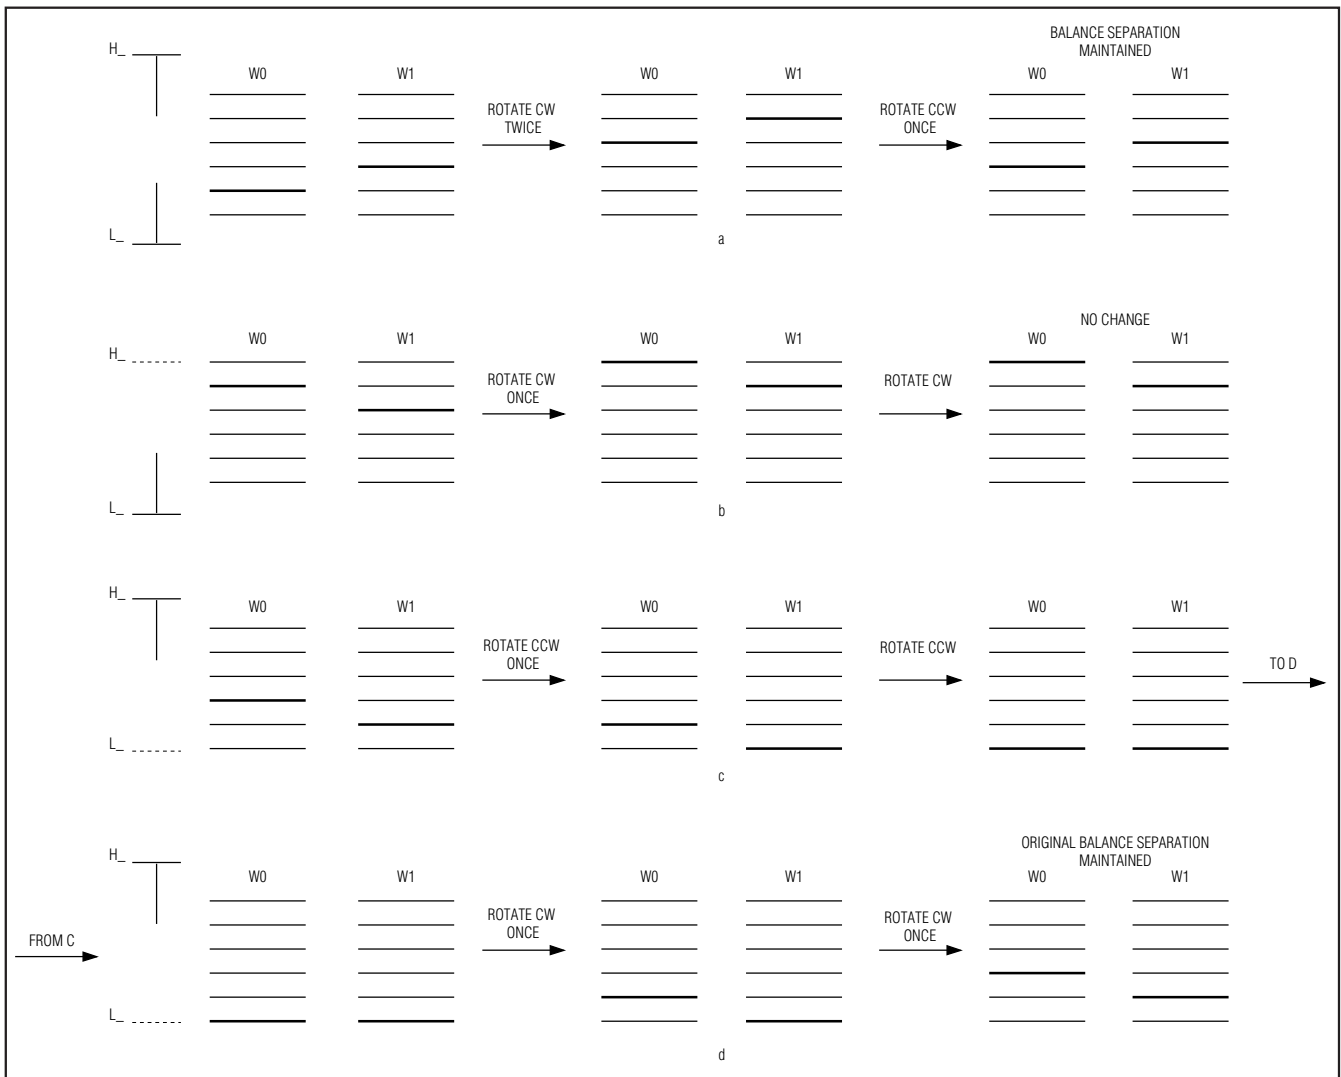 BALANCE SEPARATION
MAINTAINED
H_
W0 W1 W0 W1 W0 W1
ROTATE CW
TWICE
ROTATE CCW
ONCE
L_
a
NO CHANGE
H_
W0 W1 W0 W1 W0 W1
ROTATE CW
ONCE
ROTATE CW
L_
b
H_
W0 W1 W0 W1 W0 W1
ROTATE CCW
ONCE
ROTATE CCW
TO D
L_
c
ORIGINAL BALANCE SEPARATION
MAINTAINED
H_
W0 W1 W0 W1 W0 W1
ROTATE CW
ONCE
ROTATE CW
ONCE
FROM C
L_
d